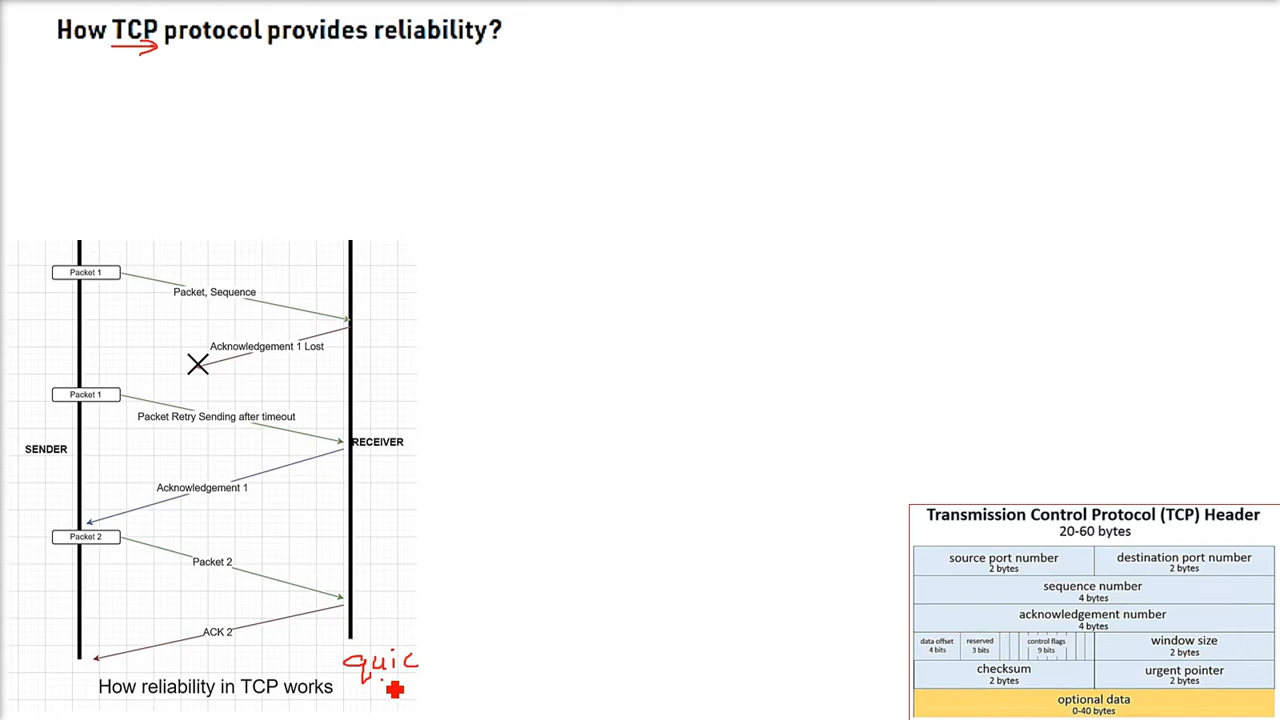 How TCP protocol provides reliability?
Packet 1
Packet, Sequence
Acknowledgement 1 Lost
Packet 1
Packet Retry Sending after timeout
SENDER
RECEIVER
Acknowledgement 1
Packet 2
Packet 2
ACK 2
quic
How reliability in TCP works
Transmission Control Protocol (TCP) Header
20-60 bytes
source port number
2 bytes
destination port number
2 bytes
sequence number
4 bytes
acknowledgement number
4 bytes
data offset
4 bits
reserved
3 bits
control flags
9 bits
window size
2 bytes
checksum
2 bytes
urgent pointer
2 bytes
optional data
0-40 bytes